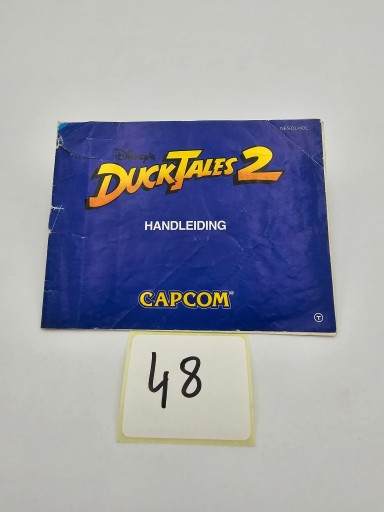 Disney's
DUCKTALES 2
HANDLEIDING
CAPCOM®
T
48